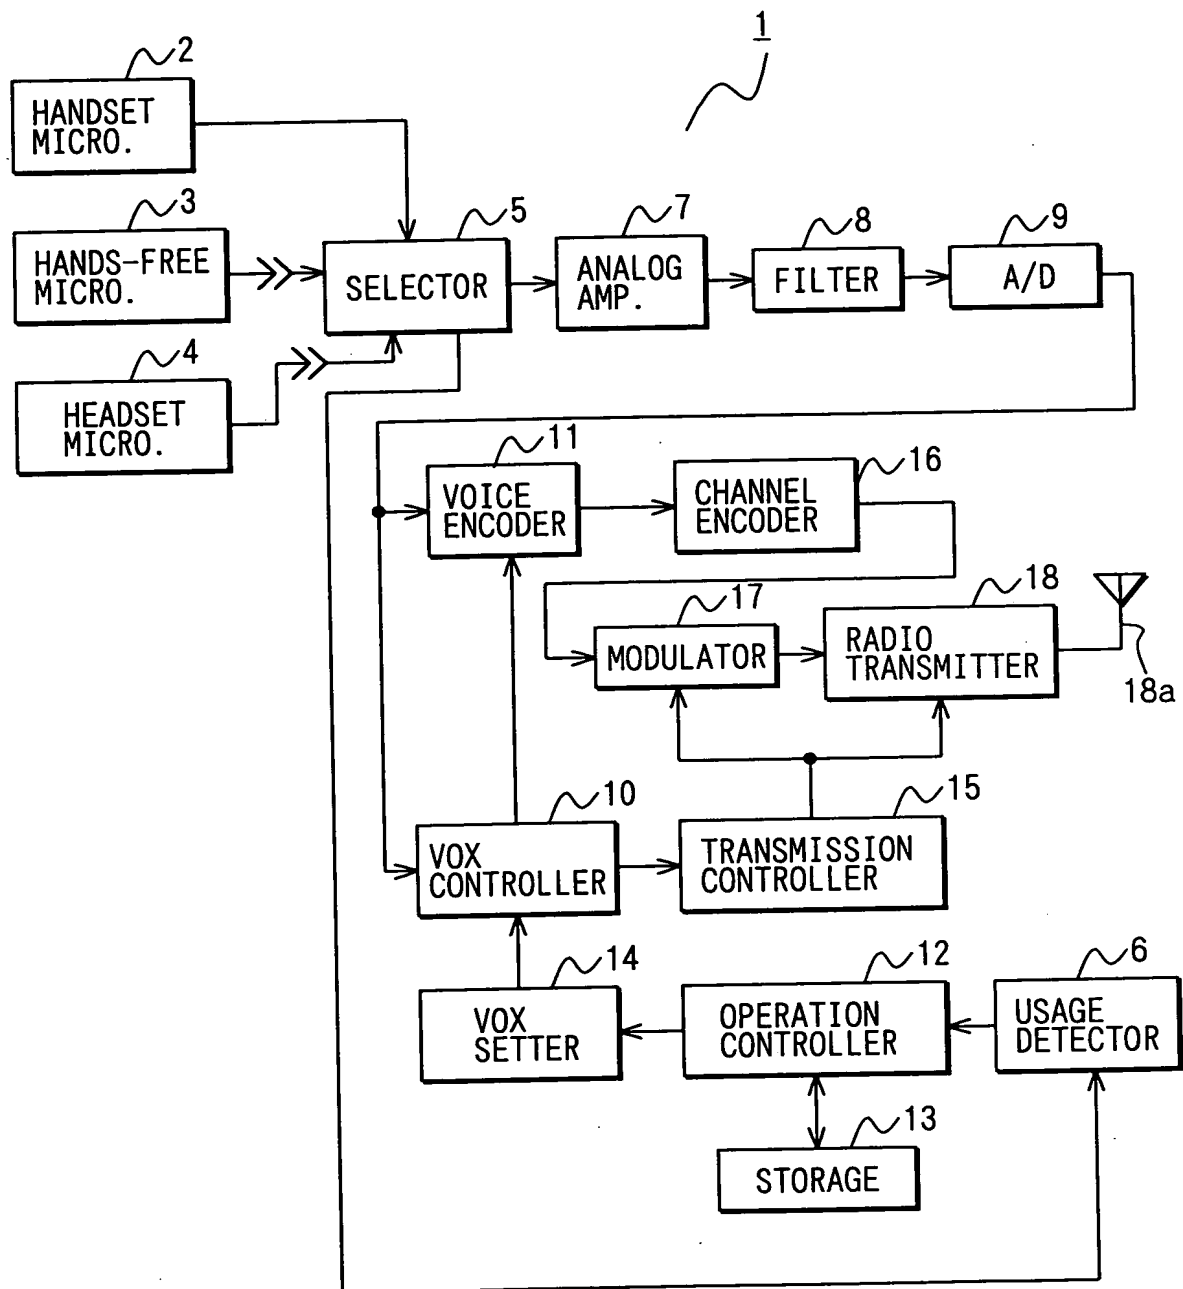 1
2
HANDSET
MICRO.
3
HANDS-FREE
MICRO.
4
HEADSET
MICRO.
5
SELECTOR
7
ANALOG
AMP.
8
FILTER
9
A/D
11
VOICE
ENCODER
16
CHANNEL
ENCODER
17
MODULATOR
18
RADIO
TRANSMITTER
18a
10
VOX
CONTROLLER
15
TRANSMISSION
CONTROLLER
14
VOX
SETTER
12
OPERATION
CONTROLLER
6
USAGE
DETECTOR
13
STORAGE